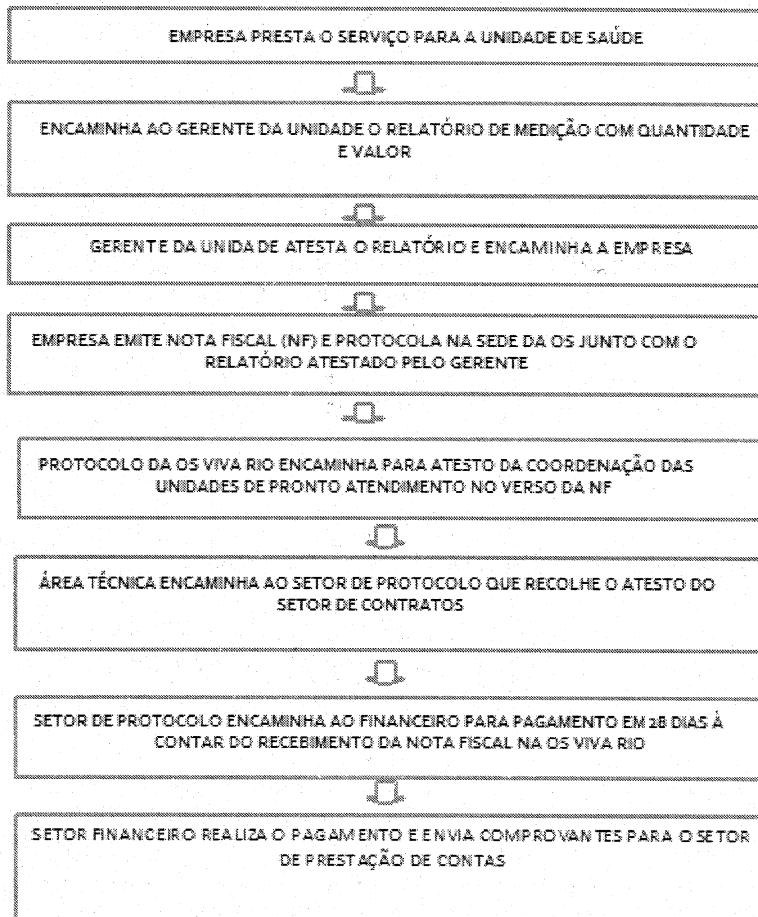 EMPRESA PRESTA O SERVIÇO PARA A UNIDADE DE SAÚDE
ENCAMINHA AO GERENTE DA UNIDADE O RELATÓRIO DE MEDIÇÃO COM QUANTIDADE
E VALOR
GERENTE DA UNIDADE ATESTA O RELATÓRIO E ENCAMINHA A EMPRESA
EMPRESA EMITE NOTA FISCAL (NF) E PROTOCOLA NA SEDE DA OS JUNTO COM O
RELATÓRIO ATESTADO PELO GERENTE
PROTOCOLO DA OS VIVA RIO ENCAMINHA PARA ATESTO DA COORDENAÇÃO DAS
UNIDADES DE PRONTO ATENDIMENTO NO VERSO DA NF
ÁREA TÉCNICA ENCAMINHA AO SETOR DE PROTOCOLO QUE RECOLHE O ATESTO DO
SETOR DE CONTRATOS
SETOR DE PROTOCOLO ENCAMINHA AO FINANCEIRO PARA PAGAMENTO EM 28 DIAS À
CONTAR DO RECEBIMENTO DA NOTA FISCAL NA OS VIVA RIO
SETOR FINANCEIRO REALIZA O PAGAMENTO E ENVIA COMPROVANTES PARA O SETOR
DE PRESTAÇÃO DE CONTAS